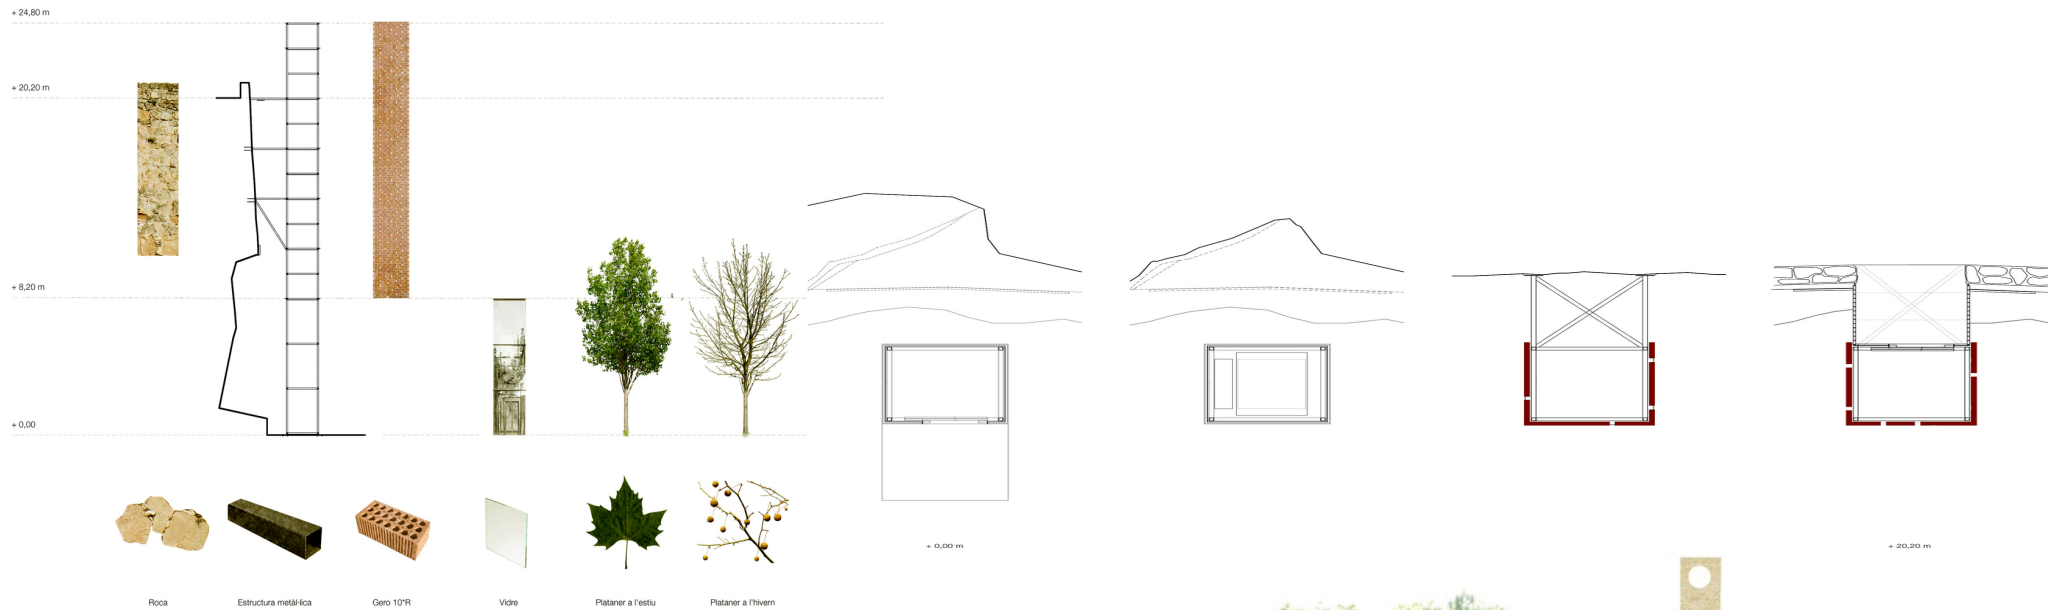 + 24,80 m
+ 20,20 m
+ 8,20 m
+ 0,00
Roca
Estructura metàl·lica
Gero 10"R
Vidre
Plataner a l'estiu
Plataner a l'hivern
+ 0,00 m
+ 20,20 m